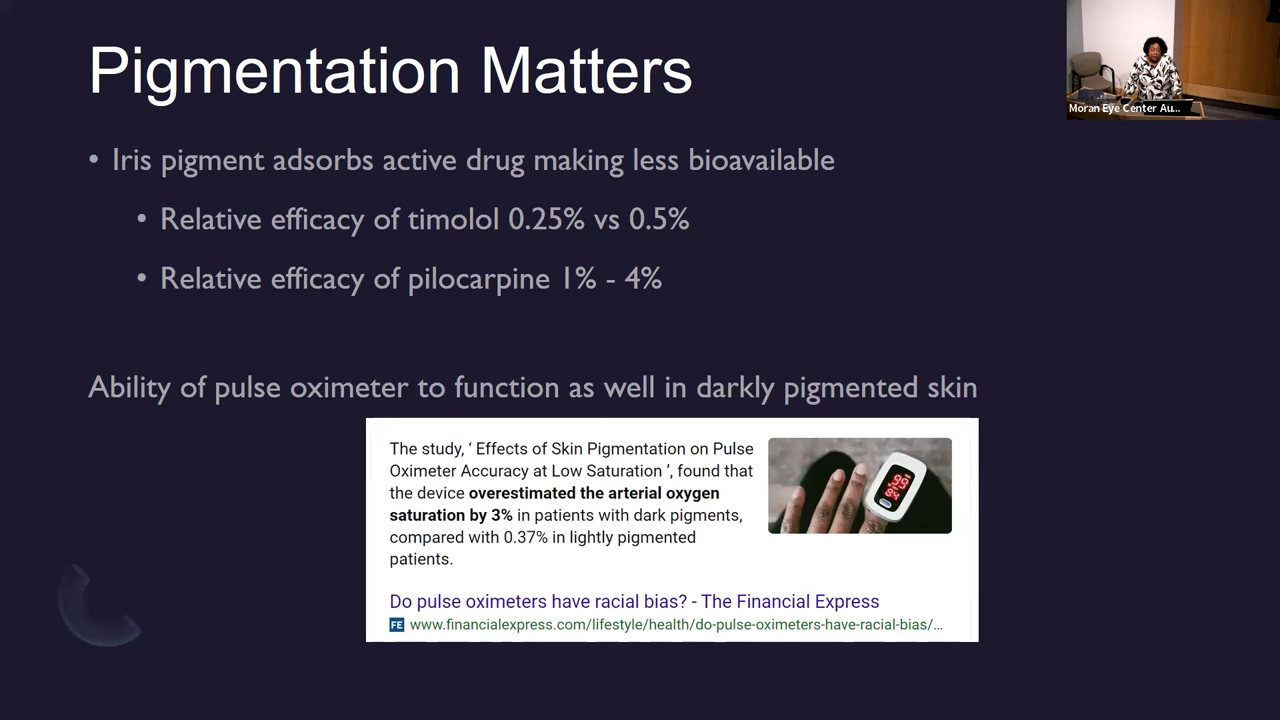 Pigmentation Matters
Moran Eye Center Au...
• Iris pigment adsorbs active drug making less bioavailable
• Relative efficacy of timolol 0.25% vs 0.5%
• Relative efficacy of pilocarpine 1% - 4%
Ability of pulse oximeter to function as well in darkly pigmented skin
The study, ‘ Effects of Skin Pigmentation on Pulse
Oximeter Accuracy at Low Saturation ’, found that
the device overestimated the arterial oxygen
saturation by 3% in patients with dark pigments,
compared with 0.37% in lightly pigmented
patients.
Do pulse oximeters have racial bias? - The Financial Express
FE www.financialexpress.com/lifestyle/health/do-pulse-oximeters-have-racial-bias/...